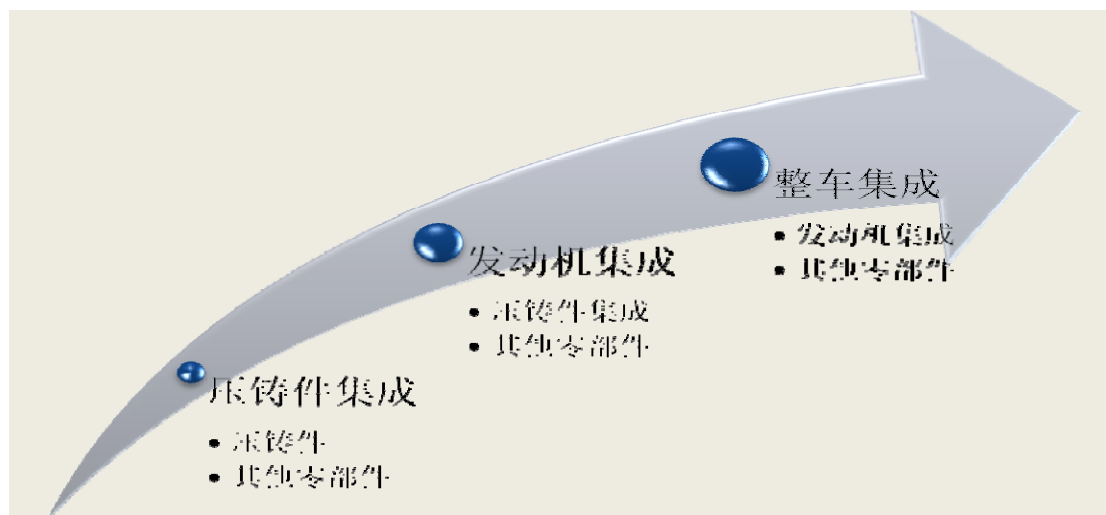 整车集成
• 发动机集成
• 其他零部件
发动机集成
• 压铸件集成
• 其他零部件
压铸件集成
• 压铸件
• 其他零部件